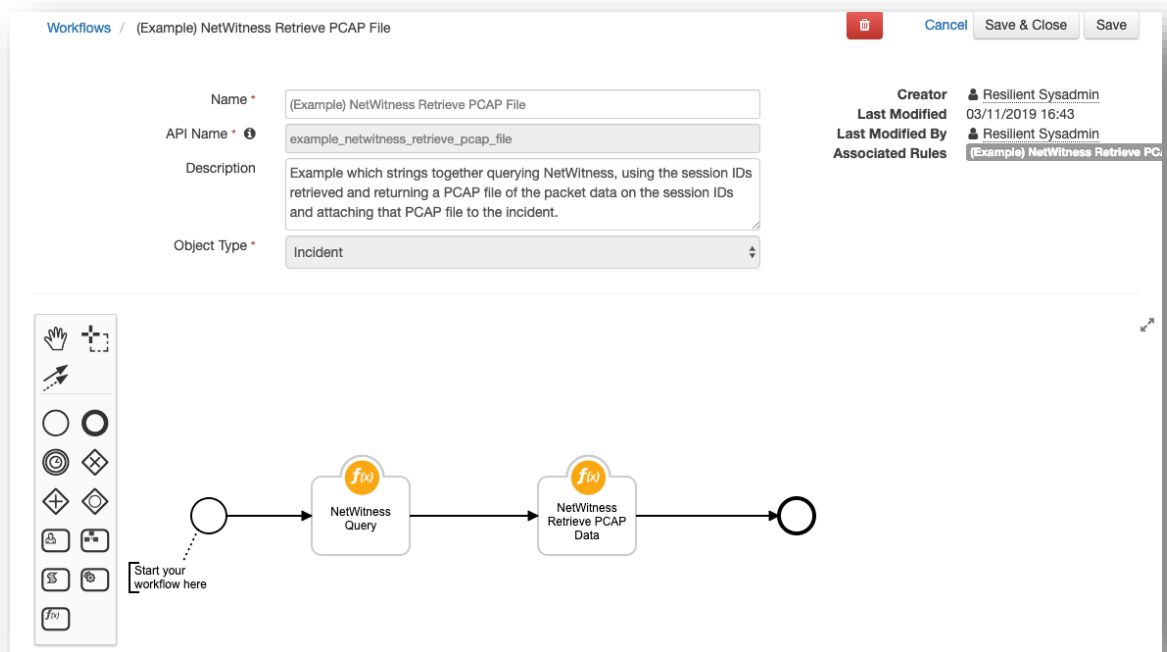 Workflows / (Example) NetWitness Retrieve PCAP File
Cancel Save & Close Save
Name *
(Example) NetWitness Retrieve PCAP File
API Name *
example_netwitness_retrieve_pcap_file
Description
Example which strings together querying NetWitness, using the session IDs
retrieved and returning a PCAP file of the packet data on the session IDs
and attaching that PCAP file to the incident.
Object Type *
Incident
Creator Resilient Sysadmin
Last Modified 03/11/2019 16:43
Last Modified By Resilient Sysadmin
Associated Rules (Example) NetWitness Retrieve PCA
f(x)
NetWitness
Query
f(x)
NetWitness
Retrieve PCAP
Data
Start your
workflow here
f(x)